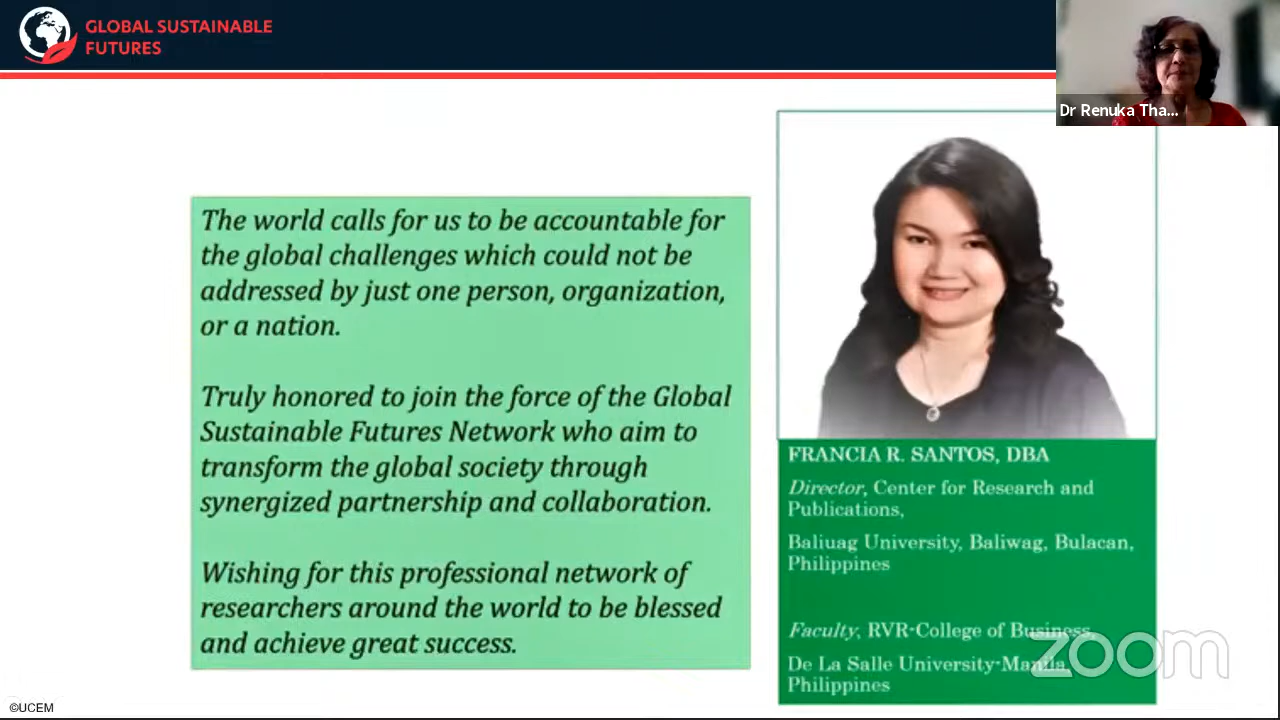 GLOBAL SUSTAINABLE
FUTURES
Dr Renuka Tha...
The world calls for us to be accountable for
the global challenges which could not be
addressed by just one person, organization,
or a nation.
Truly honored to join the force of the Global
Sustainable Futures Network who aim to
transform the global society through
synergized partnership and collaboration.
Wishing for this professional network of
researchers around the world to be blessed
and achieve great success.
FRANCIA R. SANTOS, DBA
Director, Center for Research and
Publications,
Baliuag University, Baliwag, Bulacan,
Philippines
Faculty, RVR-College of Business,
De La Salle University-Manila,
Philippines
zoom
©UCEM